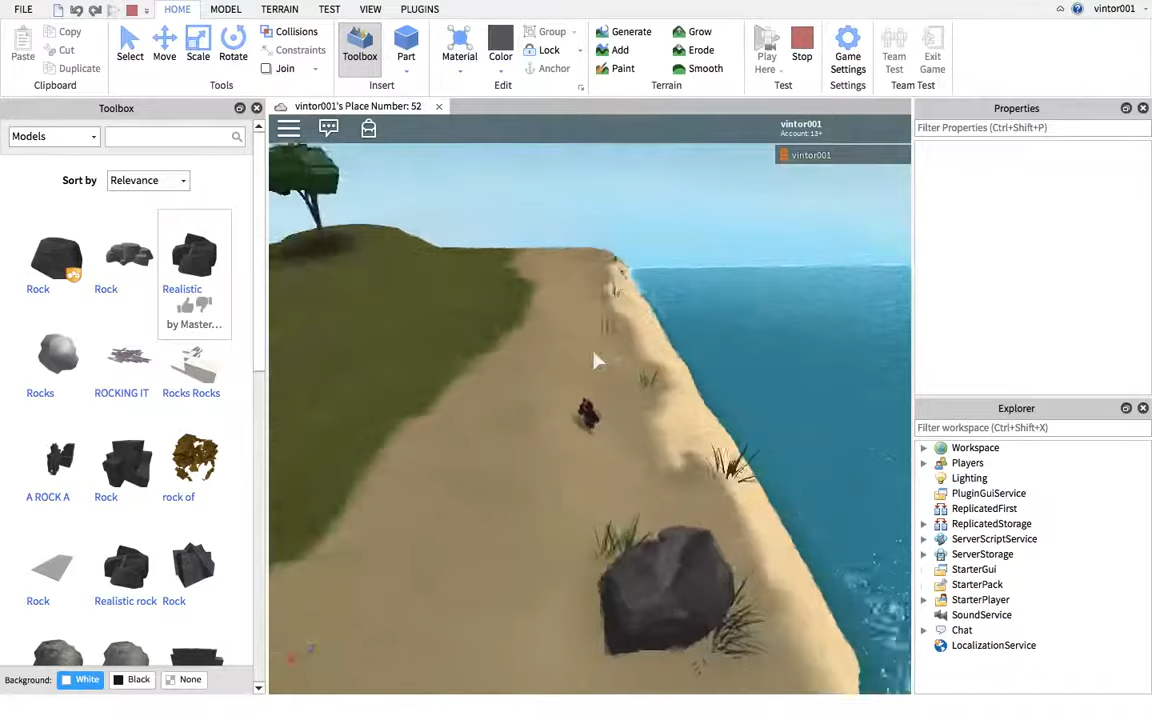 FILE HOME MODEL TERRAIN TEST VIEW PLUGINS vintor001
Paste Copy Cut Duplicate
Clipboard
Select Move Scale Rotate Collisions Constraints Join
Tools
Toolbox Part
Insert
Material Color Group Lock Anchor
Edit
Generate Add Paint Grow Erode Smooth
Terrain
Play Here Stop
Test
Game Settings
Settings
Team Test Exit Game
Team Test
Toolbox
Models
Sort by Relevance
Rock Rock Realistic
by Master...
Rocks ROCKING IT Rocks Rocks
A ROCK A Rock rock of
Rock Realistic rock Rock
Background: White Black None
vintor001's Place Number: 52
vintor001
Account: 13+
vintor001
Properties
Filter Properties (Ctrl+Shift+P)
Explorer
Filter workspace (Ctrl+Shift+X)
Workspace
Players
Lighting
PluginGuiService
ReplicatedFirst
ReplicatedStorage
ServerScriptService
ServerStorage
StarterGui
StarterPack
StarterPlayer
SoundService
Chat
LocalizationService